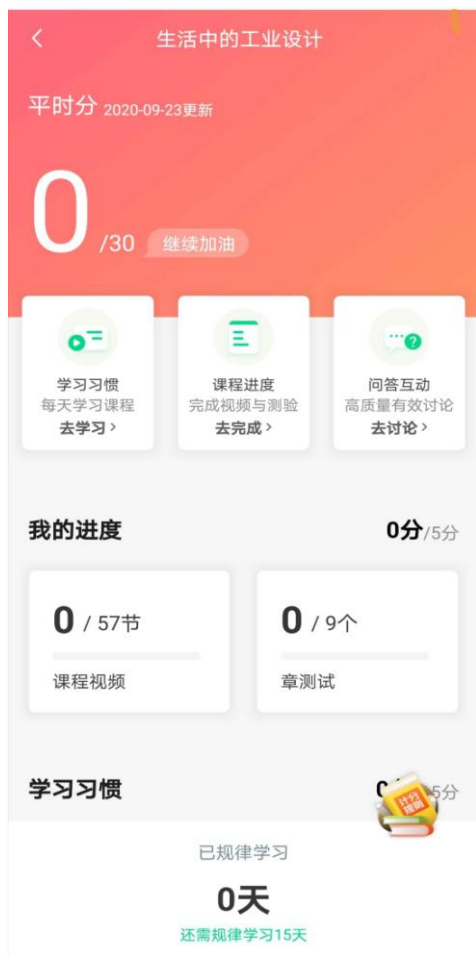 生活中的工业设计
平时分 2020-09-23更新
0/30 继续加油
学习习惯
每天学习课程
去学习
课程进度
完成视频与测验
去完成
问答互动
高质量有效讨论
去讨论
我的进度 0分/5分
0 / 57节
课程视频
0 / 9个
章测试
学习习惯 5分
计分
规则
已规律学习
0天
还需规律学习15天